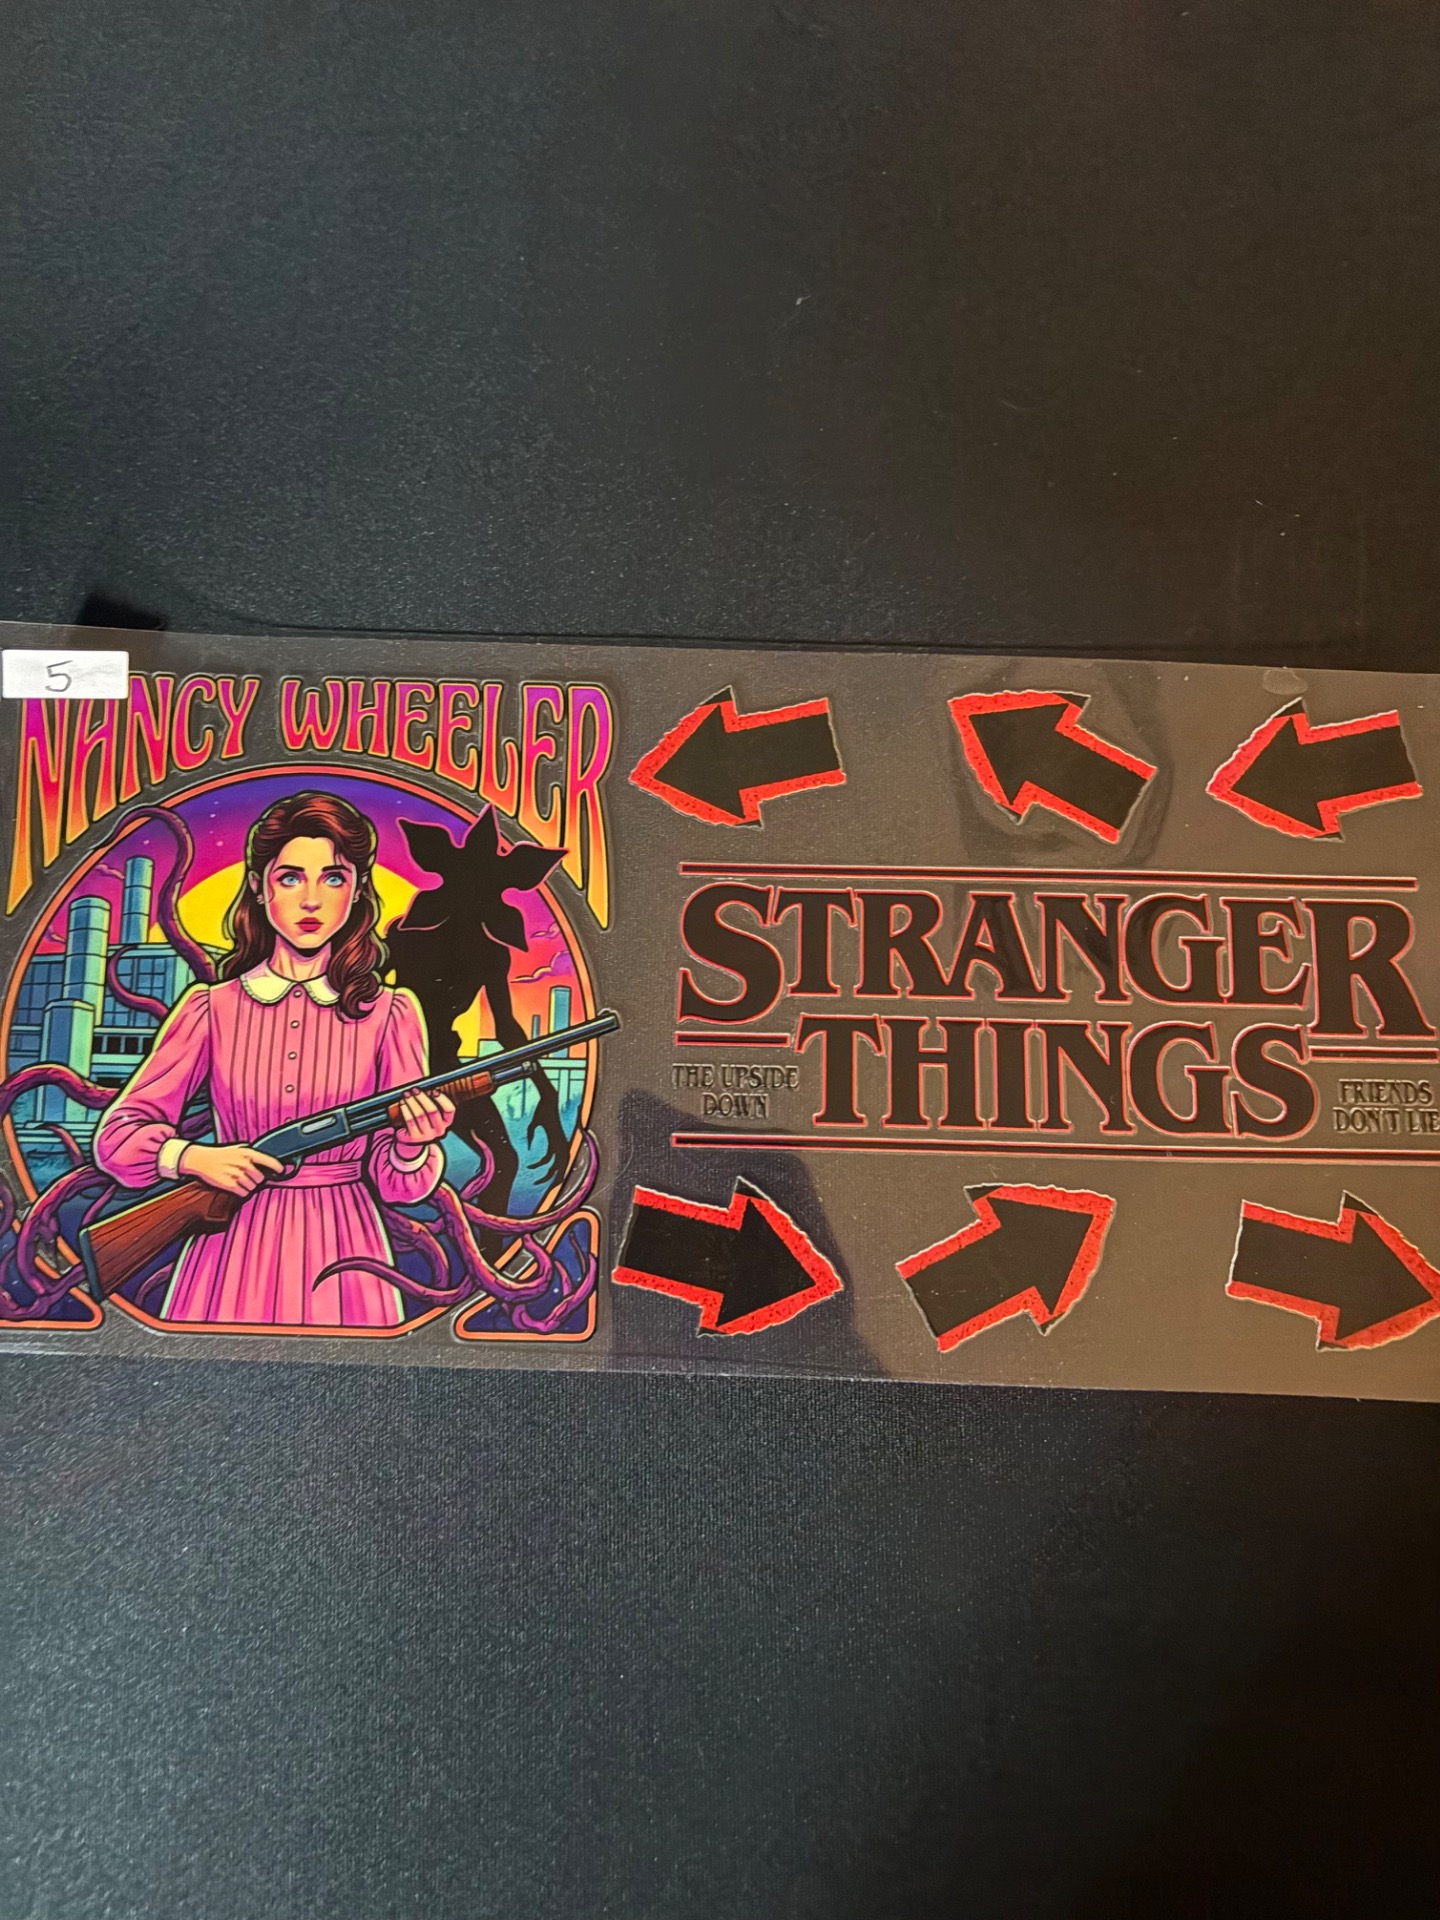 5
NANCY WHEELER
STRANGER
THINGS
THE UPSIDE
DOWN
FRIENDS
DON'T LIE